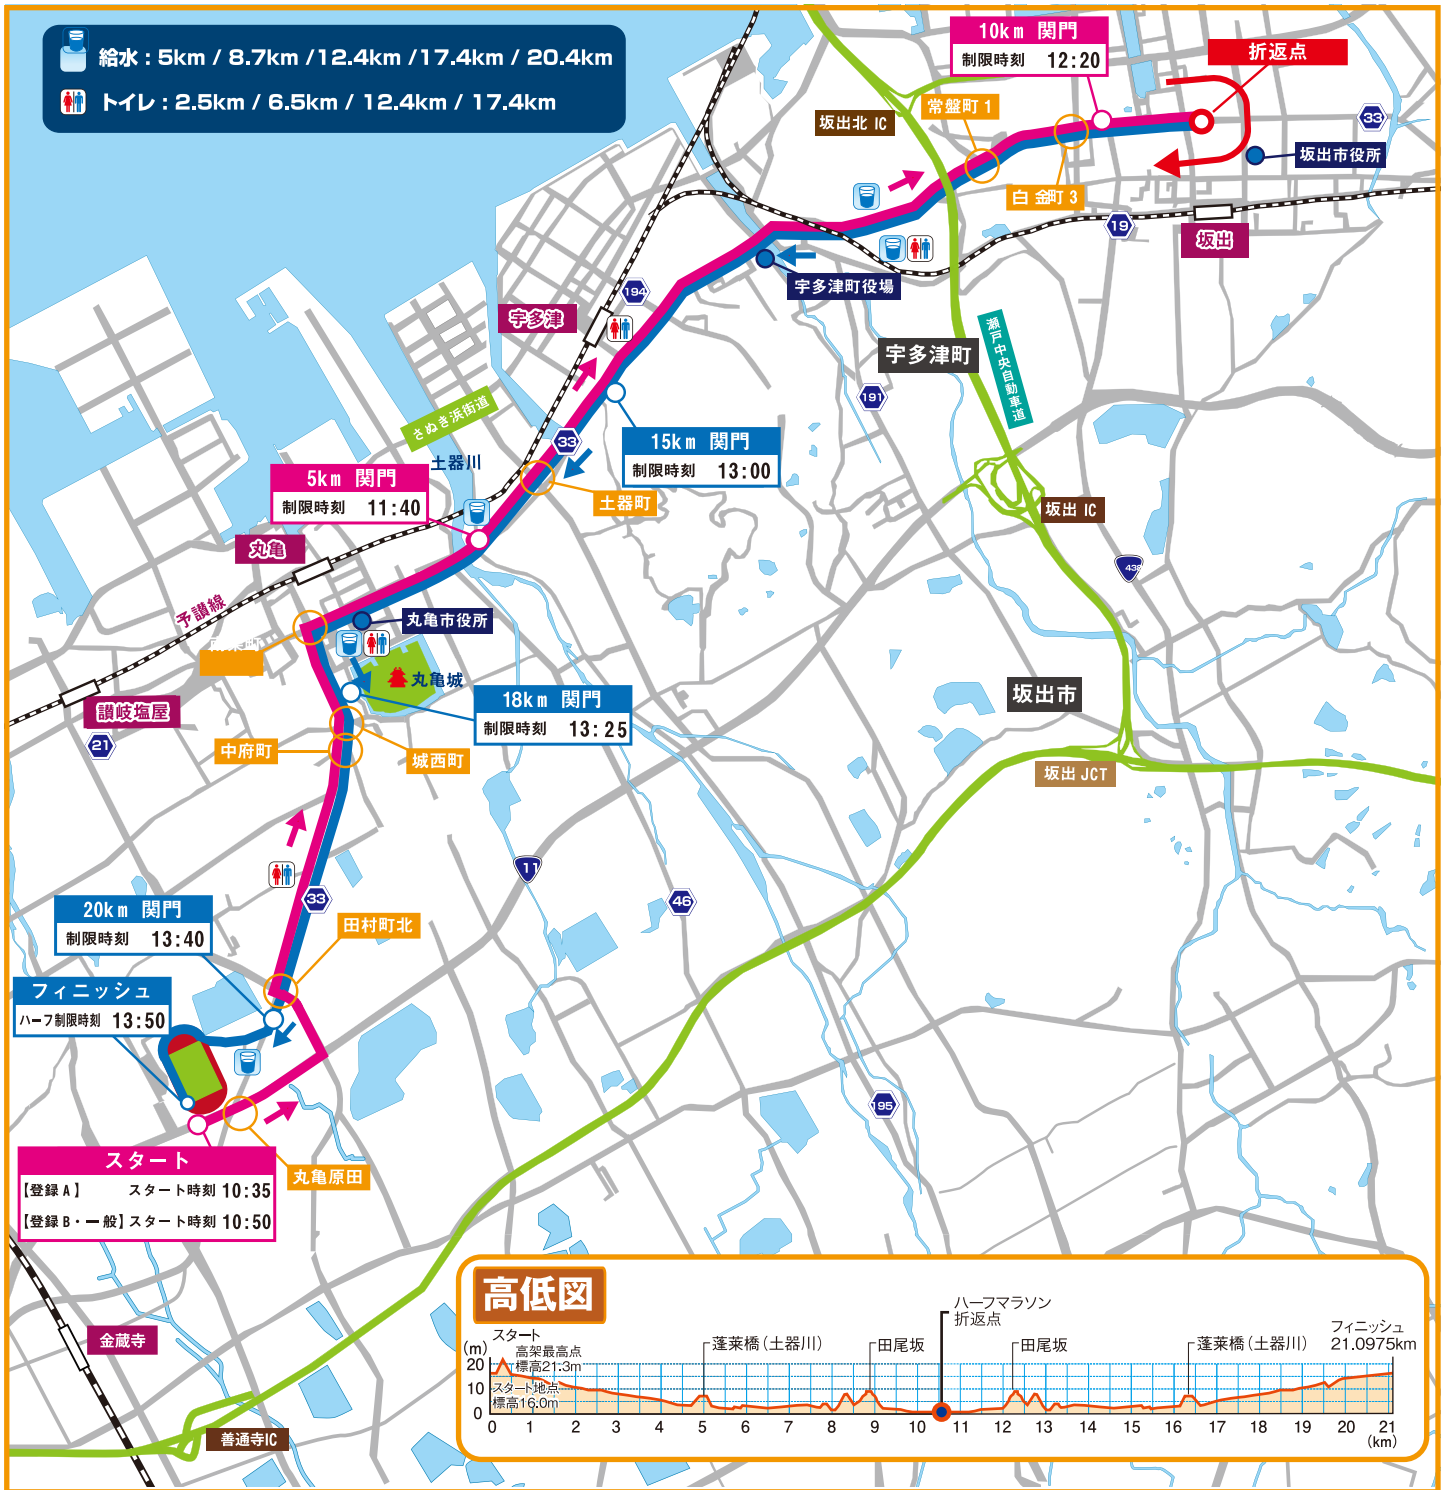 給水 : 5km / 8.7km /12.4km /17.4km / 20.4km
トイレ : 2.5km / 6.5km / 12.4km / 17.4km
10km 関門
制限時刻 12:20
折返点
坂出北 IC
常盤町 1
33
坂出市役所
白金町 3
19
坂出
宇多津町役場
194
宇多津
宇多津町
瀬戸中央自動車道
191
さぬき浜街道
33
15km 関門
制限時刻 13:00
土器川
5km 関門
制限時刻 11:40
土器町
坂出 IC
丸亀
438
予讃線
丸亀市役所
丸亀城
18km 関門
制限時刻 13:25
坂出市
讃岐塩屋
21
中府町
城西町
坂出 JCT
11
46
33
20km 関門
制限時刻 13:40
田村町北
フィニッシュ
ハーフ制限時刻 13:50
195
スタート
【登録 A 】 スタート時刻 10:35
【登録 B・一般】スタート時刻 10:50
丸亀原田
金蔵寺
善通寺IC
高低図
ハーフマラソン
折返点
スタート
高架最高点
標高21.3m
スタート地点
標高16.0m
蓬莱橋(土器川)
田尾坂
田尾坂
蓬莱橋(土器川)
フィニッシュ
21.0975km
(m)
20
10
0
0 1 2 3 4 5 6 7 8 9 10 11 12 13 14 15 16 17 18 19 20 21
(km)